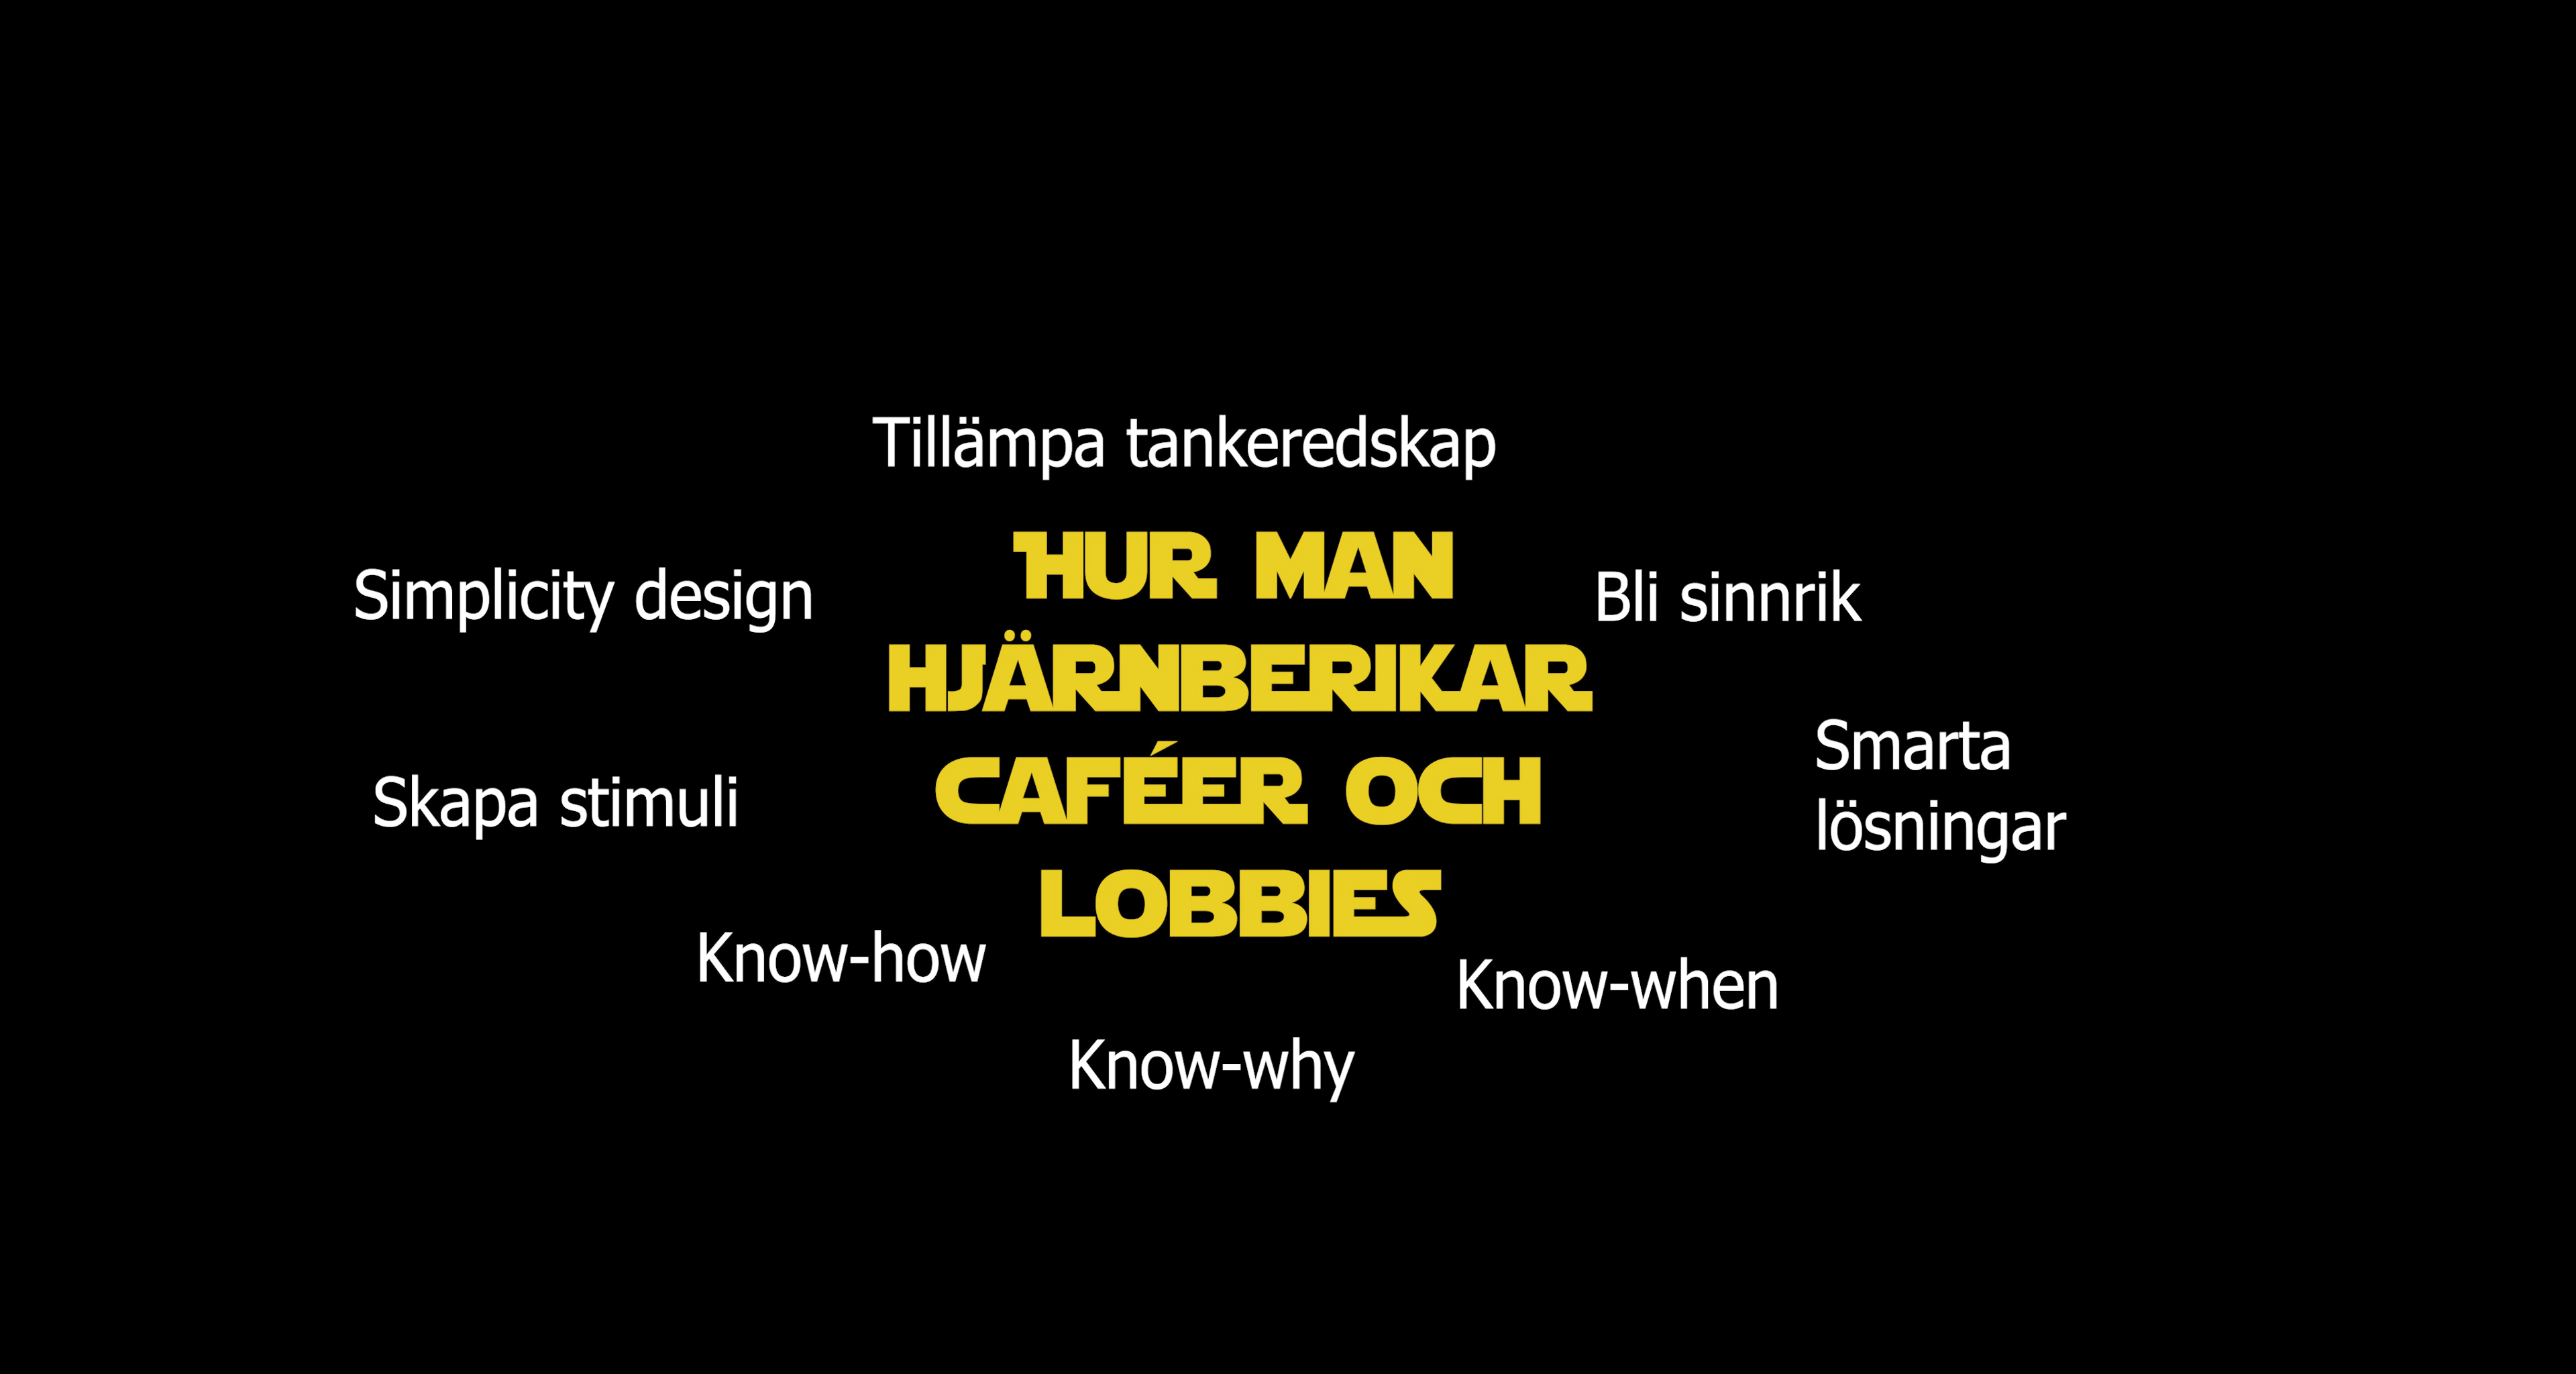 Tillämpa tankeredskap
HUR MAN
HJÄRNBERIKAR
CAFÉER OCH
LOBBIES
Simplicity design
Bli sinnrik
Skapa stimuli
Smarta
lösningar
Know-how
Know-when
Know-why